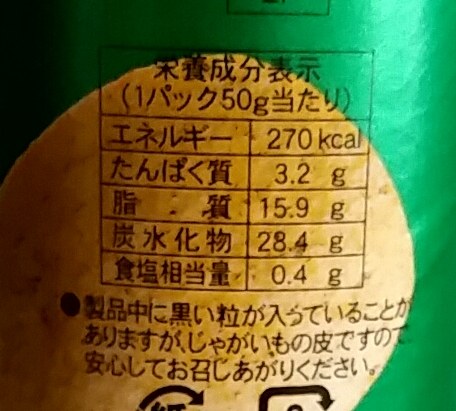 栄養成分表示
(1パック50g当たり)
エネルギー 270kcal
たんぱく質 3.2 g
脂質 15.9 g
炭水化物 28.4 g
食塩相当量 0.4 g
●製品中に黒い粒が入っていることが
ありますが、じゃがいもの皮ですので
安心してお召しあがりください。